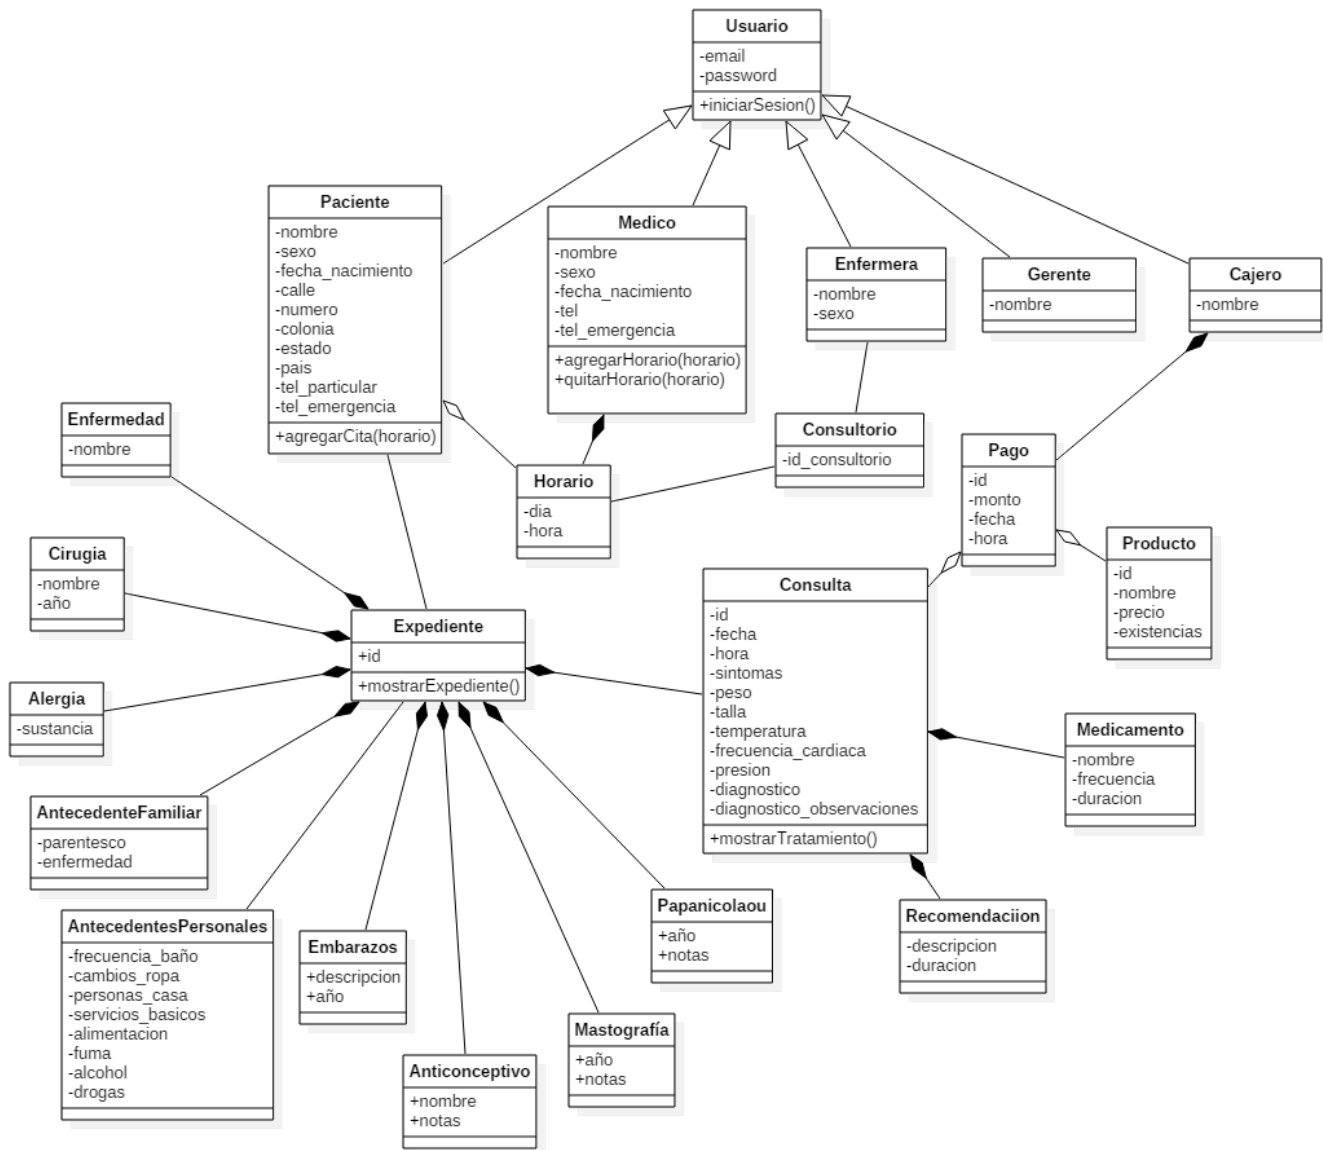 Usuario
-email
-password
+iniciarSesion()
Paciente
-nombre
-sexo
-fecha_nacimiento
-calle
-numero
-colonia
-estado
-pais
-tel_particular
-tel_emergencia
+agregarCita(horario)
Medico
-nombre
-sexo
-fecha_nacimiento
-tel
-tel_emergencia
+agregarHorario(horario)
+quitarHorario(horario)
Enfermera
-nombre
-sexo
Gerente
-nombre
Cajero
-nombre
Enfermedad
-nombre
Horario
-dia
-hora
Consultorio
-id_consultorio
Pago
-id
-monto
-fecha
-hora
Producto
-id
-nombre
-precio
-existencias
Cirugia
-nombre
-año
Expediente
+id
+mostrarExpediente()
Consulta
-id
-fecha
-hora
-sintomas
-peso
-talla
-temperatura
-frecuencia_cardiaca
-presion
-diagnostico
-diagnostico_observaciones
+mostrarTratamiento()
Alergia
-sustancia
Medicamento
-nombre
-frecuencia
-duracion
AntecedenteFamiliar
-parentesco
-enfermedad
AntecedentesPersonales
-frecuencia_baño
-cambios_ropa
-personas_casa
-servicios_basicos
-alimentacion
-fuma
-alcohol
-drogas
Embarazos
+descripcion
+año
Anticonceptivo
+nombre
+notas
Mastografía
+año
+notas
Papanicolaou
+año
+notas
Recomendaciion
-descripcion
-duracion